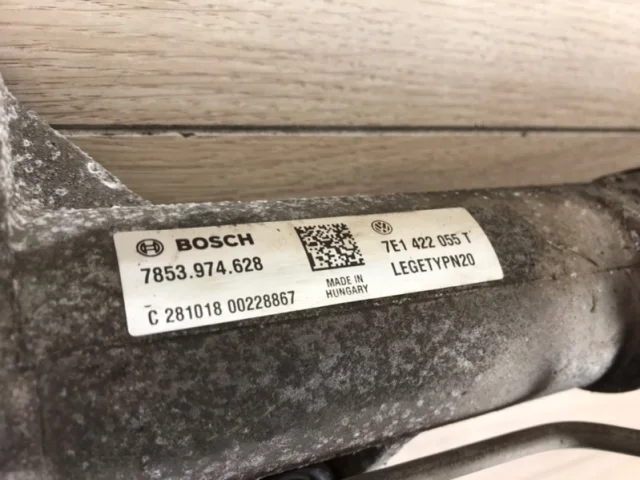 BOSCH
7853.974.628
C 281018 00228867
MADE IN
HUNGARY
7E1 422 055 T
LEGETYPN20